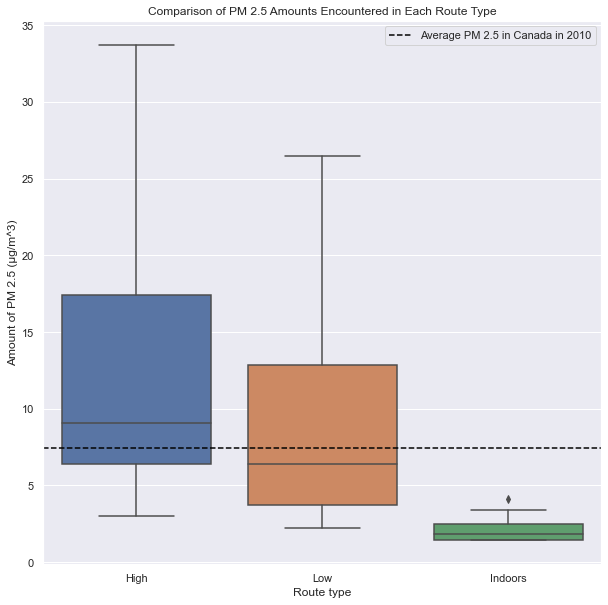 Comparison of PM 2.5 Amounts Encountered in Each Route Type
Average PM 2.5 in Canada in 2010
Amount of PM 2.5 (μg/m^3)
35
30
25
20
15
10
5
0
High Low Indoors
Route type